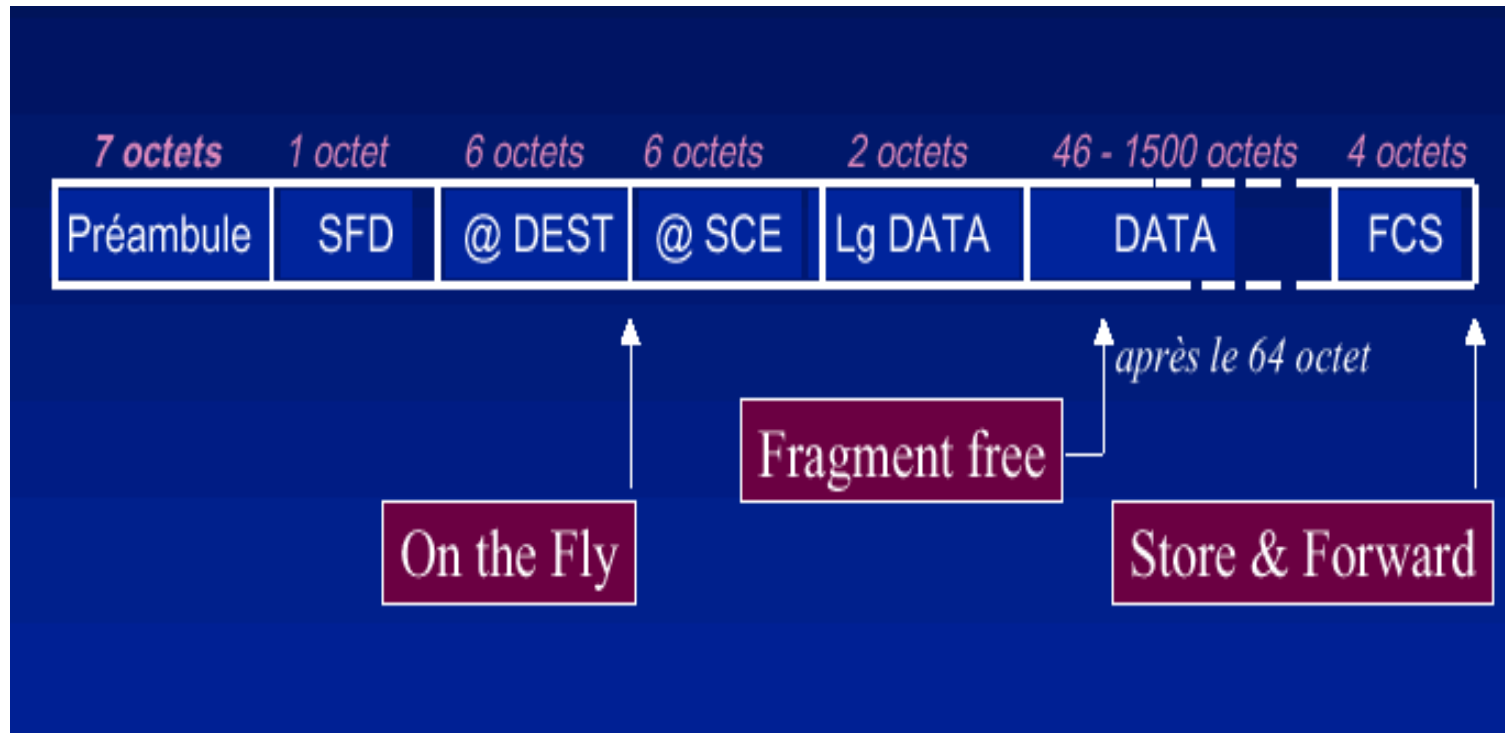 7 octets 1 octet 6 octets 6 octets 2 octets 46 - 1500 octets 4 octets
Préambule SFD @ DEST @ SCE Lg DATA DATA FCS
après le 64 octet
Fragment free
On the Fly Store & Forward